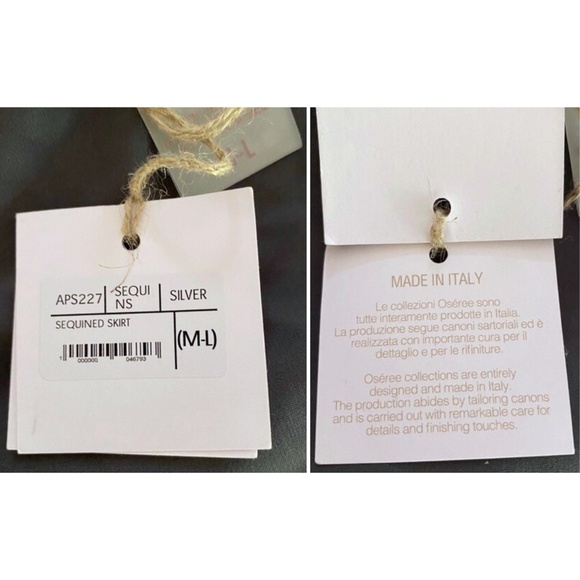 -L
APS227 SEQUI NS SILVER
SEQUINED SKIRT
(M-L)
1 000000 046793
MADE IN ITALY
Le collezioni Oséree sono
tutte interamente prodotte in Italia.
La produzione segue canoni sartoriali ed è
realizzata con importante cura per il
dettaglio e per le rifiniture.
Oséree collections are entirely
designed and made in Italy.
The production abides by tailoring canons
and is carried out with remarkable care for
details and finishing touches.